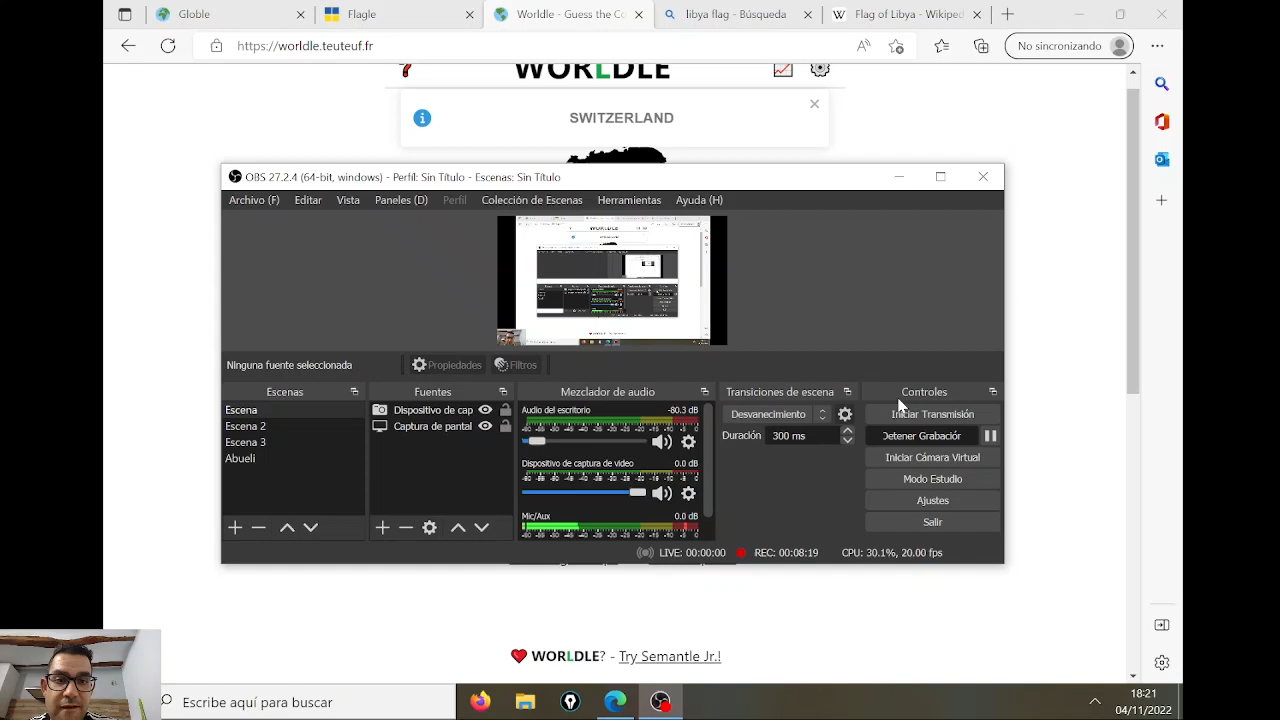 Globle
Flagle
Worldle - Guess the Co
libya flag - Búsqueda
Flag of Libya - Wikiped
https://worldle.teuteuf.fr
No sincronizando
WORLDLE
SWITZERLAND
OBS 27.2.4 (64-bit, windows) - Perfil: Sin Título - Escenas: Sin Título
Archivo (F)
Editar
Vista
Paneles (D)
Perfil
Colección de Escenas
Herramientas
Ayuda (H)
Ninguna fuente seleccionada
Propiedades
Filtros
Escenas
Fuentes
Mezclador de audio
Transiciones de escena
Controles
Escena
Escena 2
Escena 3
Abueli
Dispositivo de cap
Captura de pantal
Audio del escritorio
-80.3 dB
Dispositivo de captura de video
0.0 dB
Mic/Aux
0.0 dB
Desvanecimiento
Duración
300 ms
Iniciar Transmisión
Detener Grabación
Iniciar Cámara Virtual
Modo Estudio
Ajustes
Salir
LIVE: 00:00:00
REC: 00:08:19
CPU: 30.1%, 20.00 fps
WORLDLE? - Try Semantle Jr.!
Escribe aquí para buscar
18:21
04/11/2022